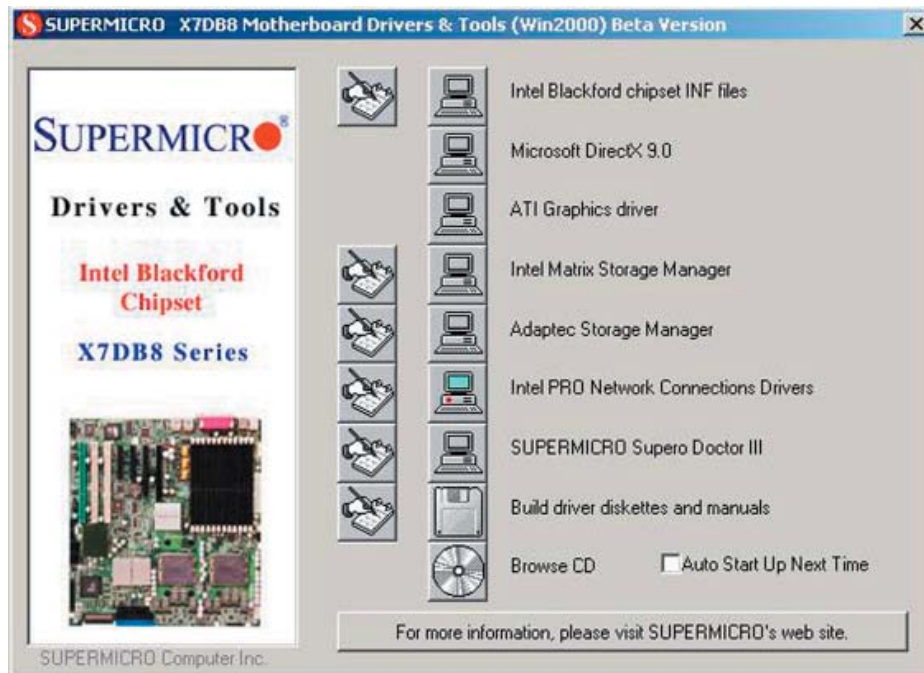 SUPERMICRO X7DB8 Motherboard Drivers & Tools (Win2000) Beta Version
SUPERMICRO®
Drivers & Tools
Intel Blackford
Chipset
X7DB8 Series
SUPERMICRO Computer Inc.
Intel Blackford chipset INF files
Microsoft DirectX 9.0
ATI Graphics driver
Intel Matrix Storage Manager
Adaptec Storage Manager
Intel PRO Network Connections Drivers
SUPERMICRO Supero Doctor III
Build driver diskettes and manuals
Browse CD Auto Start Up Next Time
For more information, please visit SUPERMICRO's web site.